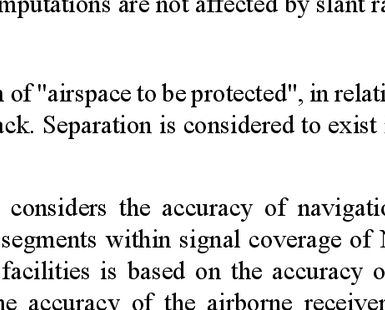 mputations are not affected by slant ra
of "airspace to be protected", in relati
ack. Separation is considered to exist
considers the accuracy of navigatio
segments within signal coverage of N
facilities is based on the accuracy o
he accuracy of the airborne receiver